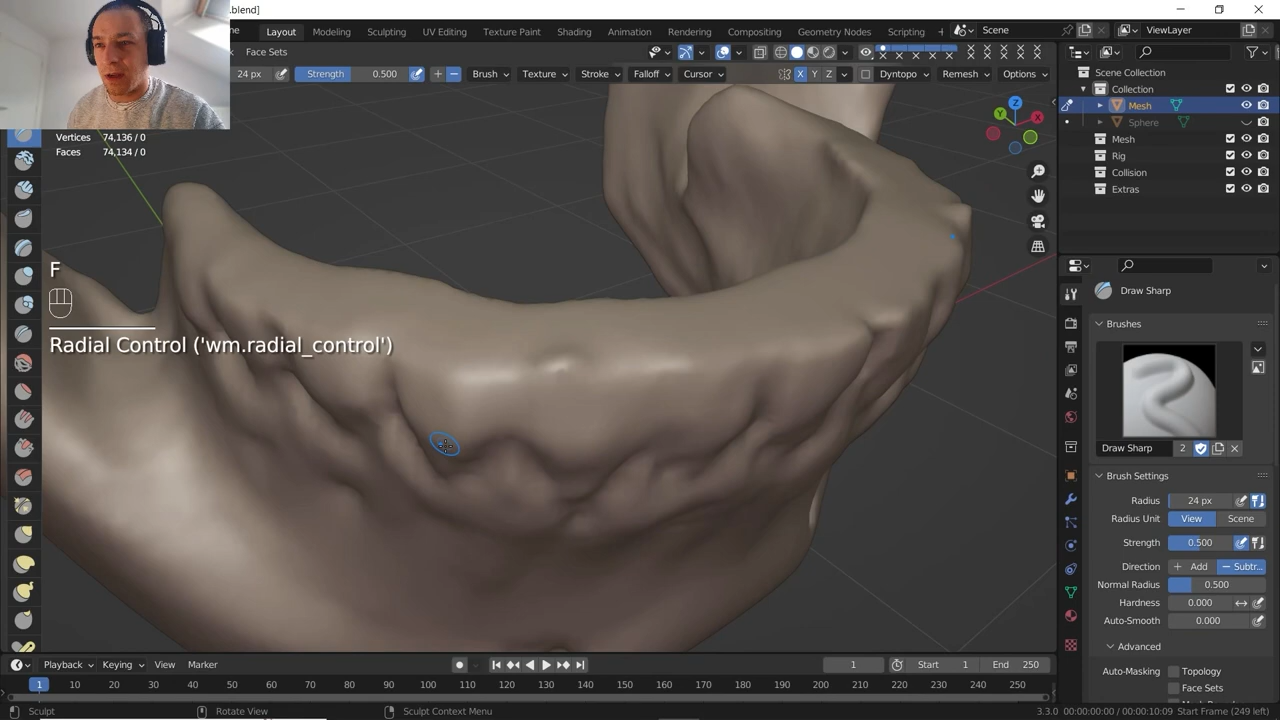 .blend]
ne Layout Modeling Sculpting UV Editing Texture Paint Shading Animation Rendering Compositing Geometry Nodes Scripting Scene ViewLayer
Face Sets
24 px Strength 0.500 Brush Texture Stroke Falloff Cursor X Y Z Dyntopo Remesh Options
Scene Collection
Collection
Mesh
Sphere
Mesh
Rig
Collision
Extras
Vertices 74,136 / 0
Faces 74,134 / 0
Z
Y
X
F
Radial Control ('wm.radial_control')
Draw Sharp
Brushes
Draw Sharp 2
Brush Settings
Radius 24 px
Radius Unit View Scene
Strength 0.500
Direction + Add — Subtr...
Normal Radius 0.500
Hardness 0.000
Auto-Smooth 0.000
Advanced
Auto-Masking Topology
Face Sets
Playback Keying View Marker 1 Start 1 End 250
1 10 20 30 40 50 60 70 80 90 100 110 120 130 140 150 160 170 180 190 200 210 220 230 240 250
Sculpt Rotate View Sculpt Context Menu 3.3.0 00:00:00:00 / 00:00:10:09 Start Frame (249 left)